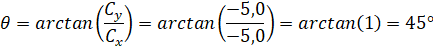 θ = arctan(C_y/C_x) = arctan(−5,0/−5,0) = arctan(1) = 45°